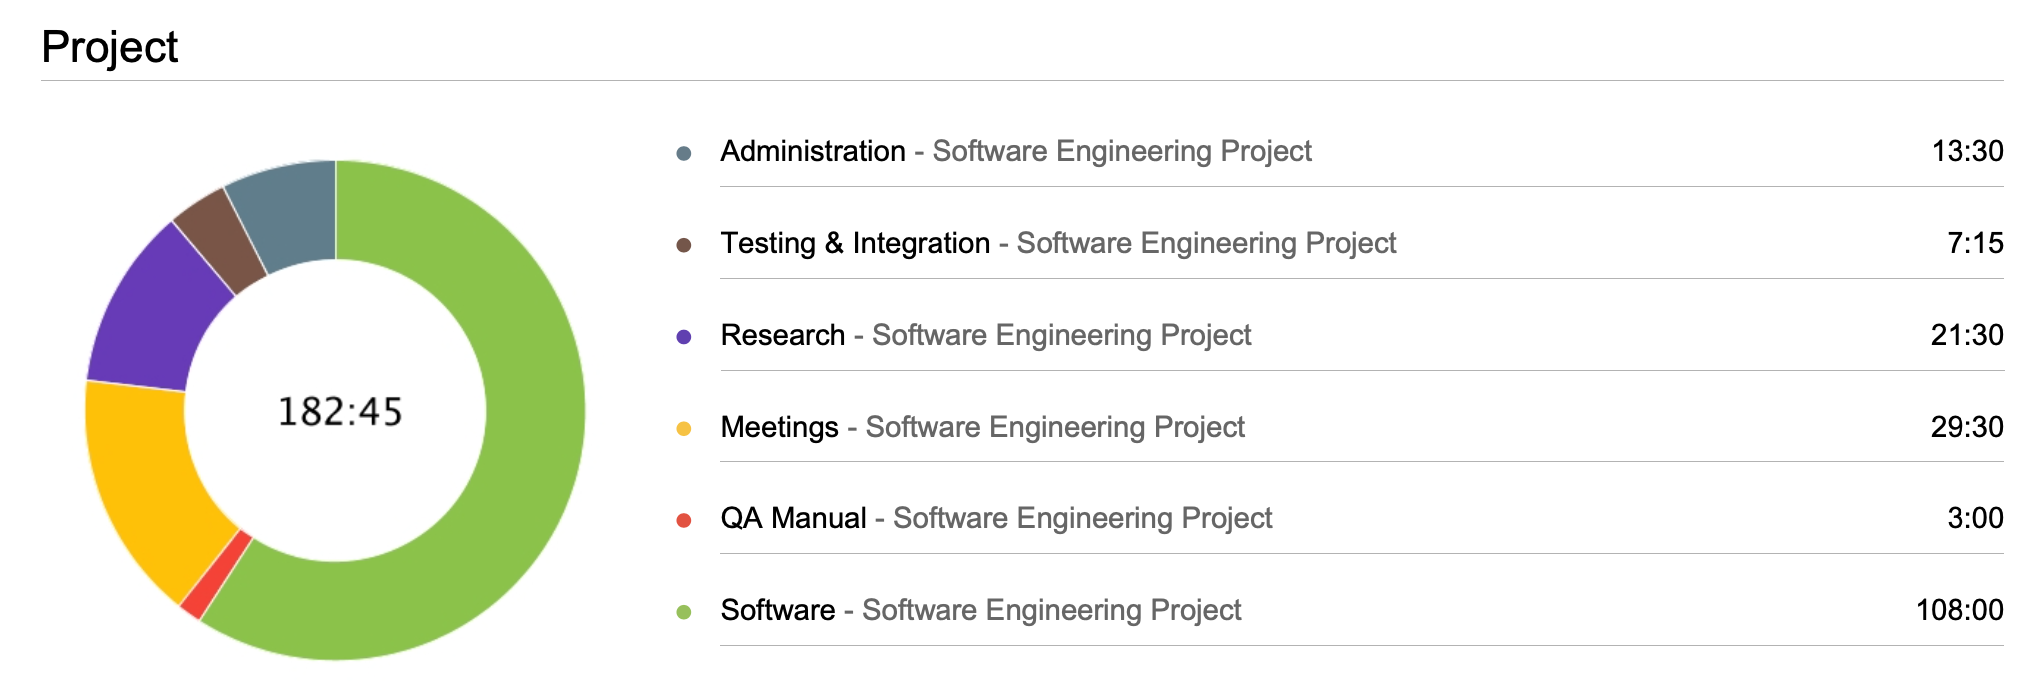 Project
182:45
Administration - Software Engineering Project 13:30
Testing & Integration - Software Engineering Project 7:15
Research - Software Engineering Project 21:30
Meetings - Software Engineering Project 29:30
QA Manual - Software Engineering Project 3:00
Software - Software Engineering Project 108:00